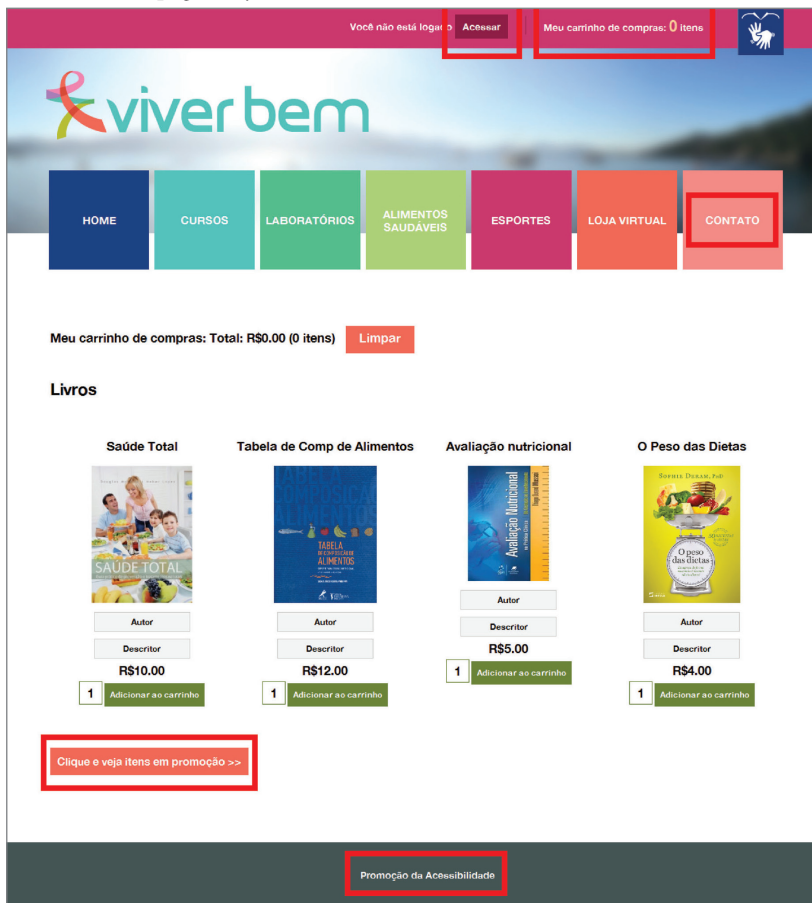 Você não está logado Acessar Meu carrinho de compras: 0 itens
viver bem
HOME
CURSOS
LABORATÓRIOS
ALIMENTOS
SAUDÁVEIS
ESPORTES
LOJA VIRTUAL
CONTATO
Meu carrinho de compras: Total: R$0.00 (0 itens) Limpar
Livros
Saúde Total
SAÚDE TOTAL
Autor
Descritor
R$10.00
1 Adicionar ao carrinho
Tabela de Comp de Alimentos
TABELA
COMPOSIÇÃO
ALIMENTOS
TABELA
DE COMPOSIÇÃO DE
ALIMENTOS
Autor
Descritor
R$12.00
1 Adicionar ao carrinho
Avaliação nutricional
Avaliação Nutricional
Autor
Descritor
R$5.00
1 Adicionar ao carrinho
O Peso das Dietas
SOPHIE DERAM, PhD
O peso
das dietas
Autor
Descritor
R$4.00
1 Adicionar ao carrinho
Clique e veja itens em promoção >>
Promoção da Acessibilidade